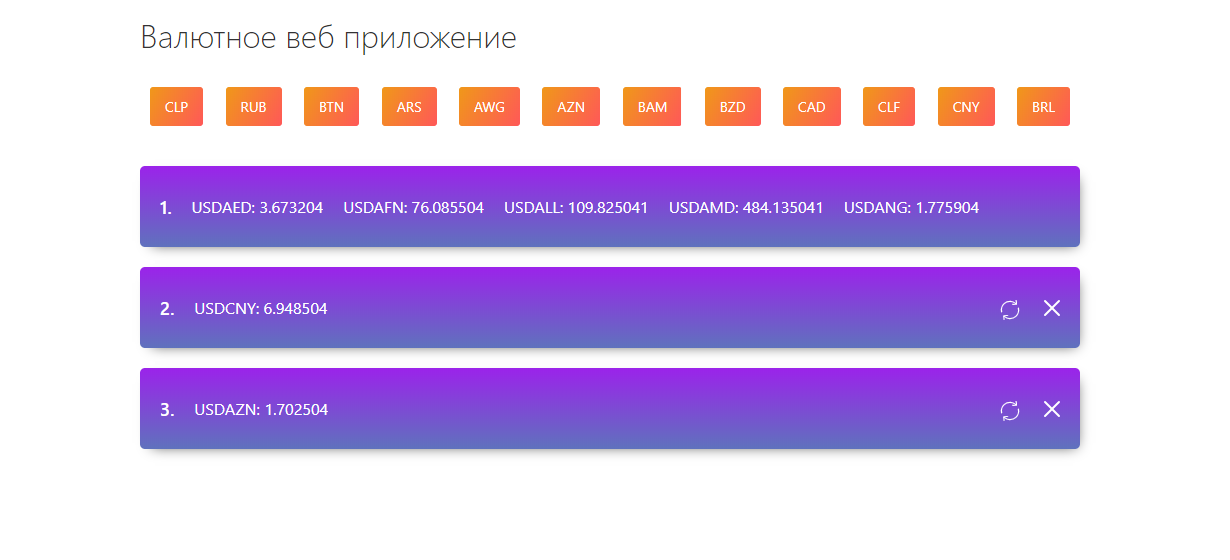 Валютное веб приложение
CLP RUB BTN ARS AWG AZN BAM BZD CAD CLF CNY BRL
1. USDAED: 3.673204 USDAFN: 76.085504 USDALL: 109.825041 USDAMD: 484.135041 USDANG: 1.775904
2. USDCNY: 6.948504
3. USDAZN: 1.702504